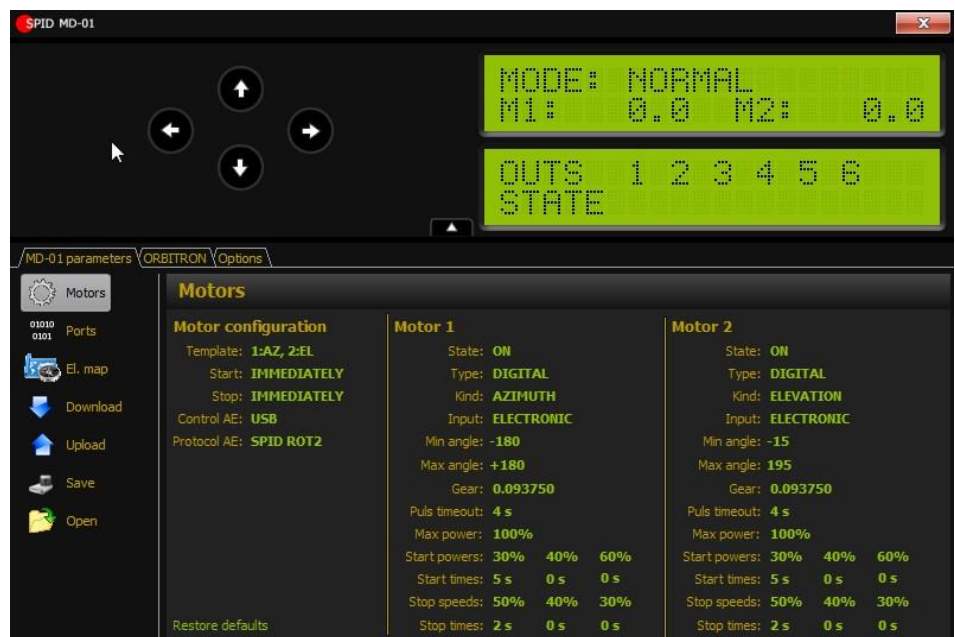 SPID MD-01
MODE: NORMAL
M1: 0.0 M2: 0.0
OUTS 1 2 3 4 5 6
STATE
MD-01 parameters ORBITRON Options
Motors
01010
0101
Ports
El. map
Download
Upload
Save
Open
Motors
Motor configuration
Template: 1:AZ, 2:EL
Start: IMMEDIATELY
Stop: IMMEDIATELY
Control AE: USB
Protocol AE: SPID ROT2
Restore defaults
Motor 1
State: ON
Type: DIGITAL
Kind: AZIMUTH
Input: ELECTRONIC
Min angle: -180
Max angle: +180
Gear: 0.093750
Puls timeout: 4 s
Max power: 100%
Start powers: 30% 40% 60%
Start times: 5 s 0 s 0 s
Stop speeds: 50% 40% 30%
Stop times: 2 s 0 s 0 s
Motor 2
State: ON
Type: DIGITAL
Kind: ELEVATION
Input: ELECTRONIC
Min angle: -15
Max angle: 195
Gear: 0.093750
Puls timeout: 4 s
Max power: 100%
Start powers: 30% 40% 60%
Start times: 5 s 0 s 0 s
Stop speeds: 50% 40% 30%
Stop times: 2 s 0 s 0 s